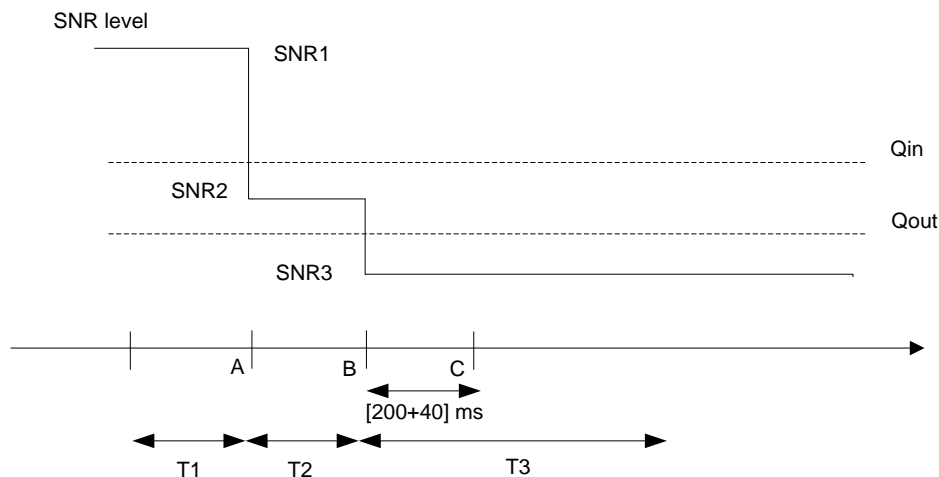 SNR level
SNR1
Qin
SNR2
Qout
SNR3
A
B
C
[200+40] ms
T1
T2
T3